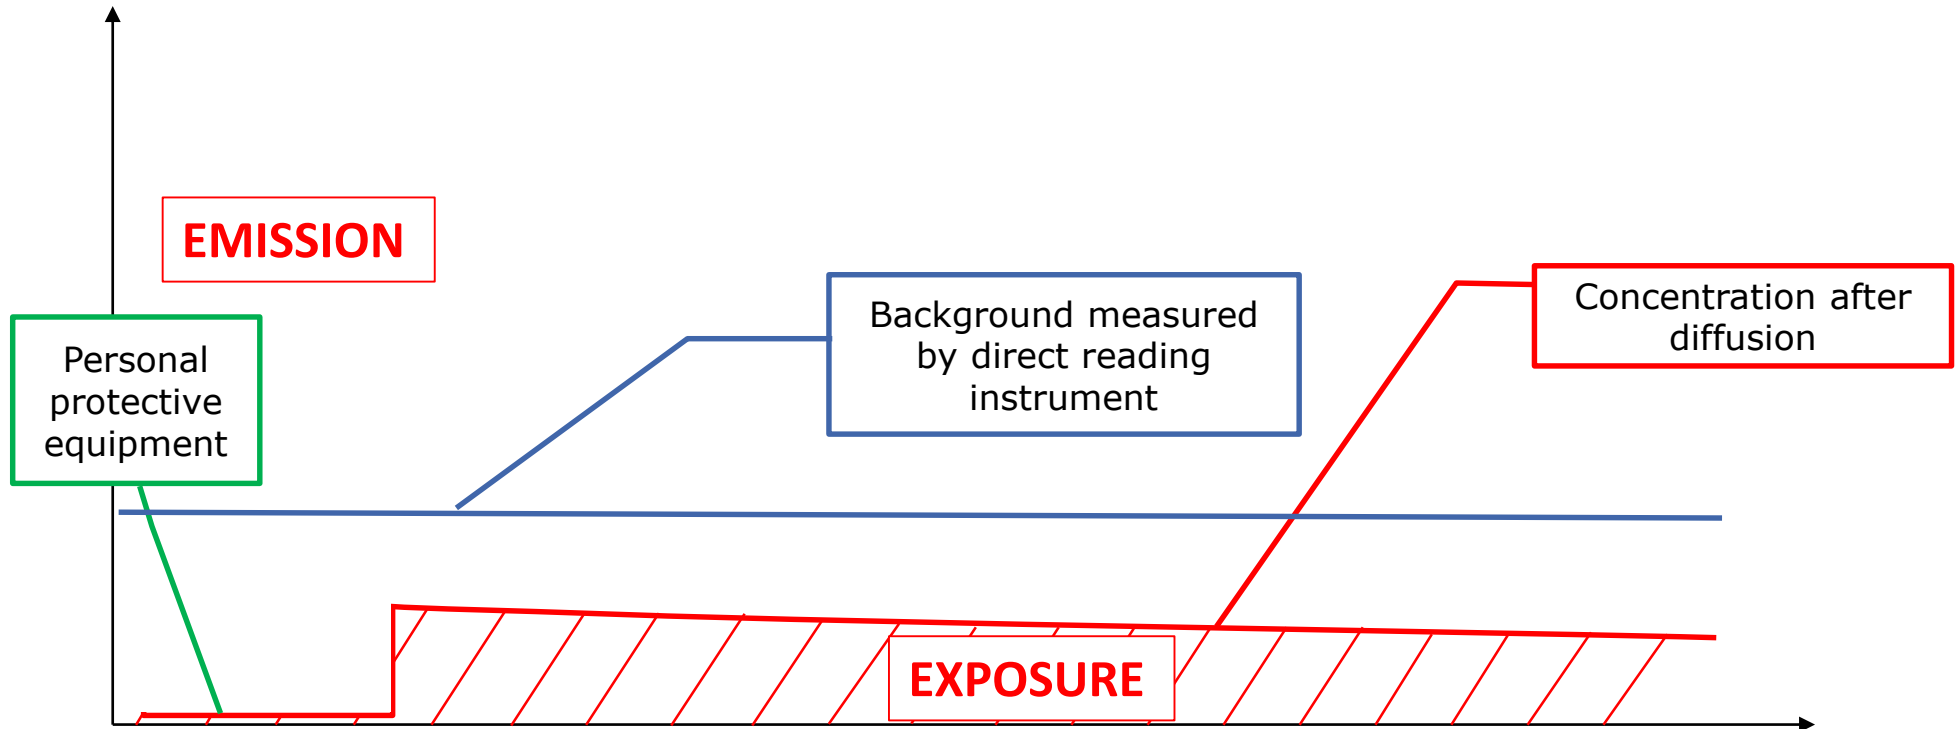 EMISSION
Personal
protective
equipment
Background measured
by direct reading
instrument
Concentration after
diffusion
EXPOSURE